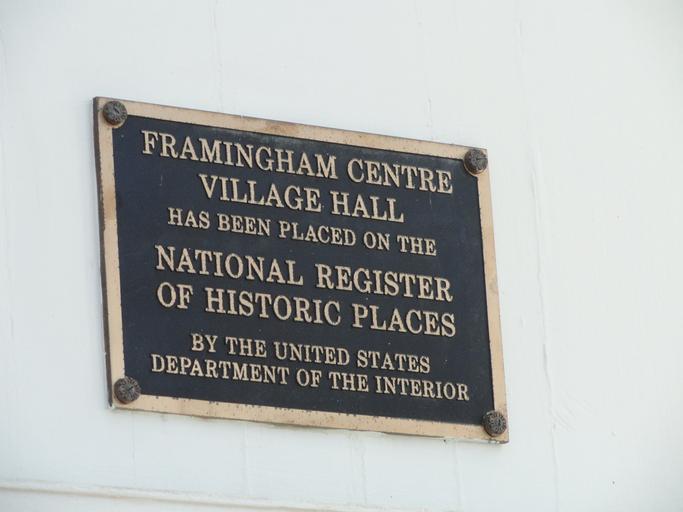 FRAMINGHAM CENTRE
VILLAGE HALL
HAS BEEN PLACED ON THE
NATIONAL REGISTER
OF HISTORIC PLACES
BY THE UNITED STATES
DEPARTMENT OF THE INTERIOR